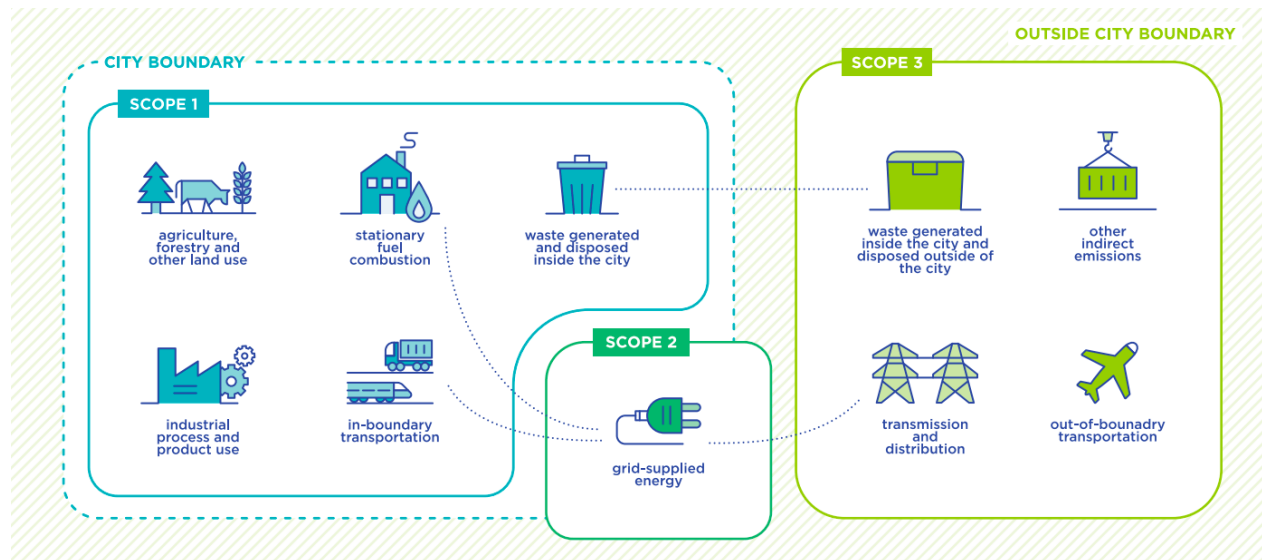 OUTSIDE CITY BOUNDARY
CITY BOUNDARY
SCOPE 1
agriculture,
forestry and
other land use
stationary
fuel
combustion
waste generated
and disposed
inside the city
industrial
process and
product use
in-boundary
transportation
SCOPE 2
grid-supplied
energy
SCOPE 3
waste generated
inside the city and
disposed outside of
the city
other
indirect
emissions
transmission
and
distribution
out-of-bounadry
transportation